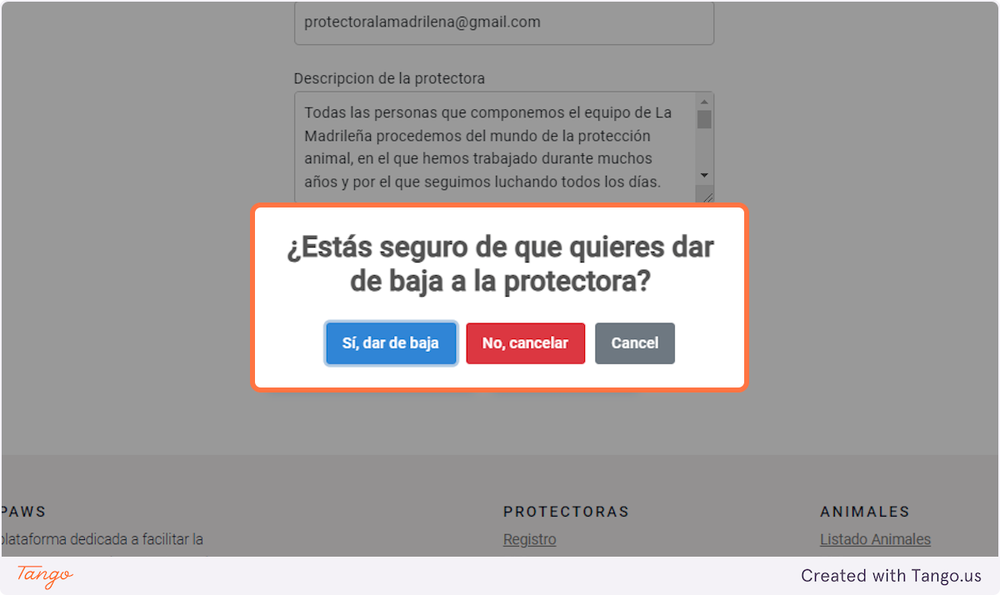 protectoralamadrilena@gmail.com
Descripcion de la protectora
Todas las personas que componemos el equipo de La
Madrileña procedemos del mundo de la protección
animal, en el que hemos trabajado durante muchos
años y por el que seguimos luchando todos los días.
¿Estás seguro de que quieres dar
de baja a la protectora?
Sí, dar de baja
No, cancelar
Cancel
PAWS
plataforma dedicada a facilitar la
PROTECTORAS
Registro
ANIMALES
Listado Animales
Tango
Created with Tango.us